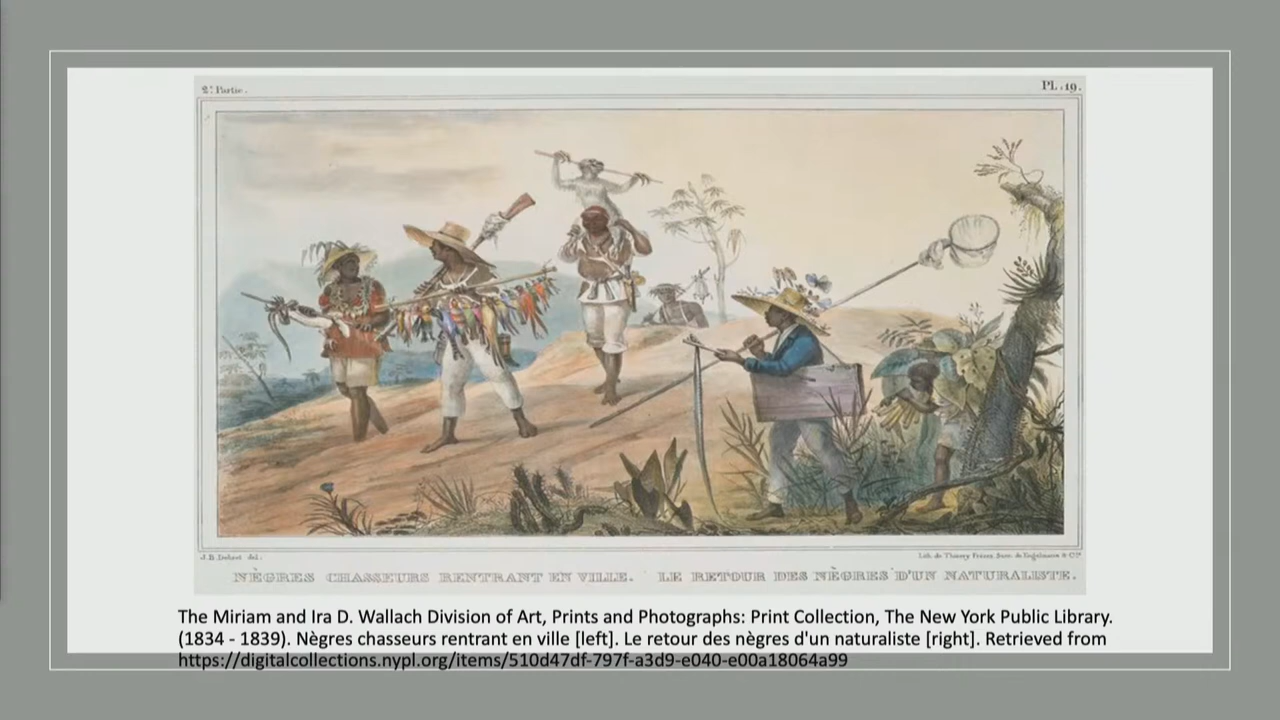 2.e Partie.
Pl. 19.
J.B. Debret del.
Lith. de Thierry Frères, Succ. de Engelmann & Cie
NÈGRES CHASSEURS RENTRANT EN VILLE. LE RETOUR DES NÈGRES D'UN NATURALISTE.
The Miriam and Ira D. Wallach Division of Art, Prints and Photographs: Print Collection, The New York Public Library.
(1834 - 1839). Nègres chasseurs rentrant en ville [left]. Le retour des nègres d'un naturaliste [right]. Retrieved from
https://digitalcollections.nypl.org/items/510d47df-797f-a3d9-e040-e00a18064a99